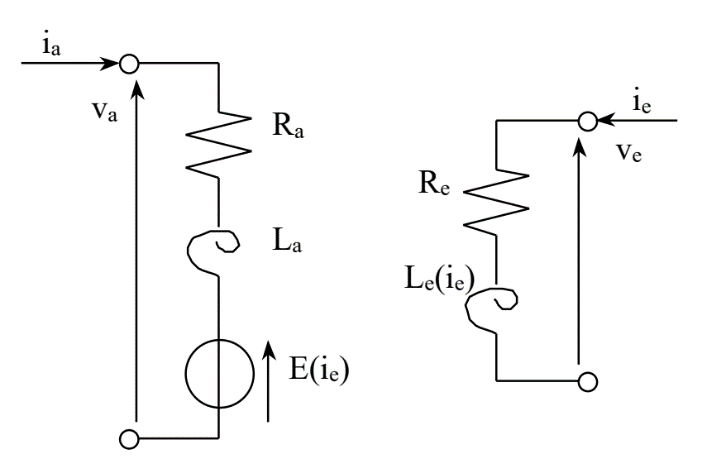 iₐ
vₐ
Rₐ
Lₐ
E(iₑ)
iₑ
vₑ
Rₑ
Lₑ(iₑ)